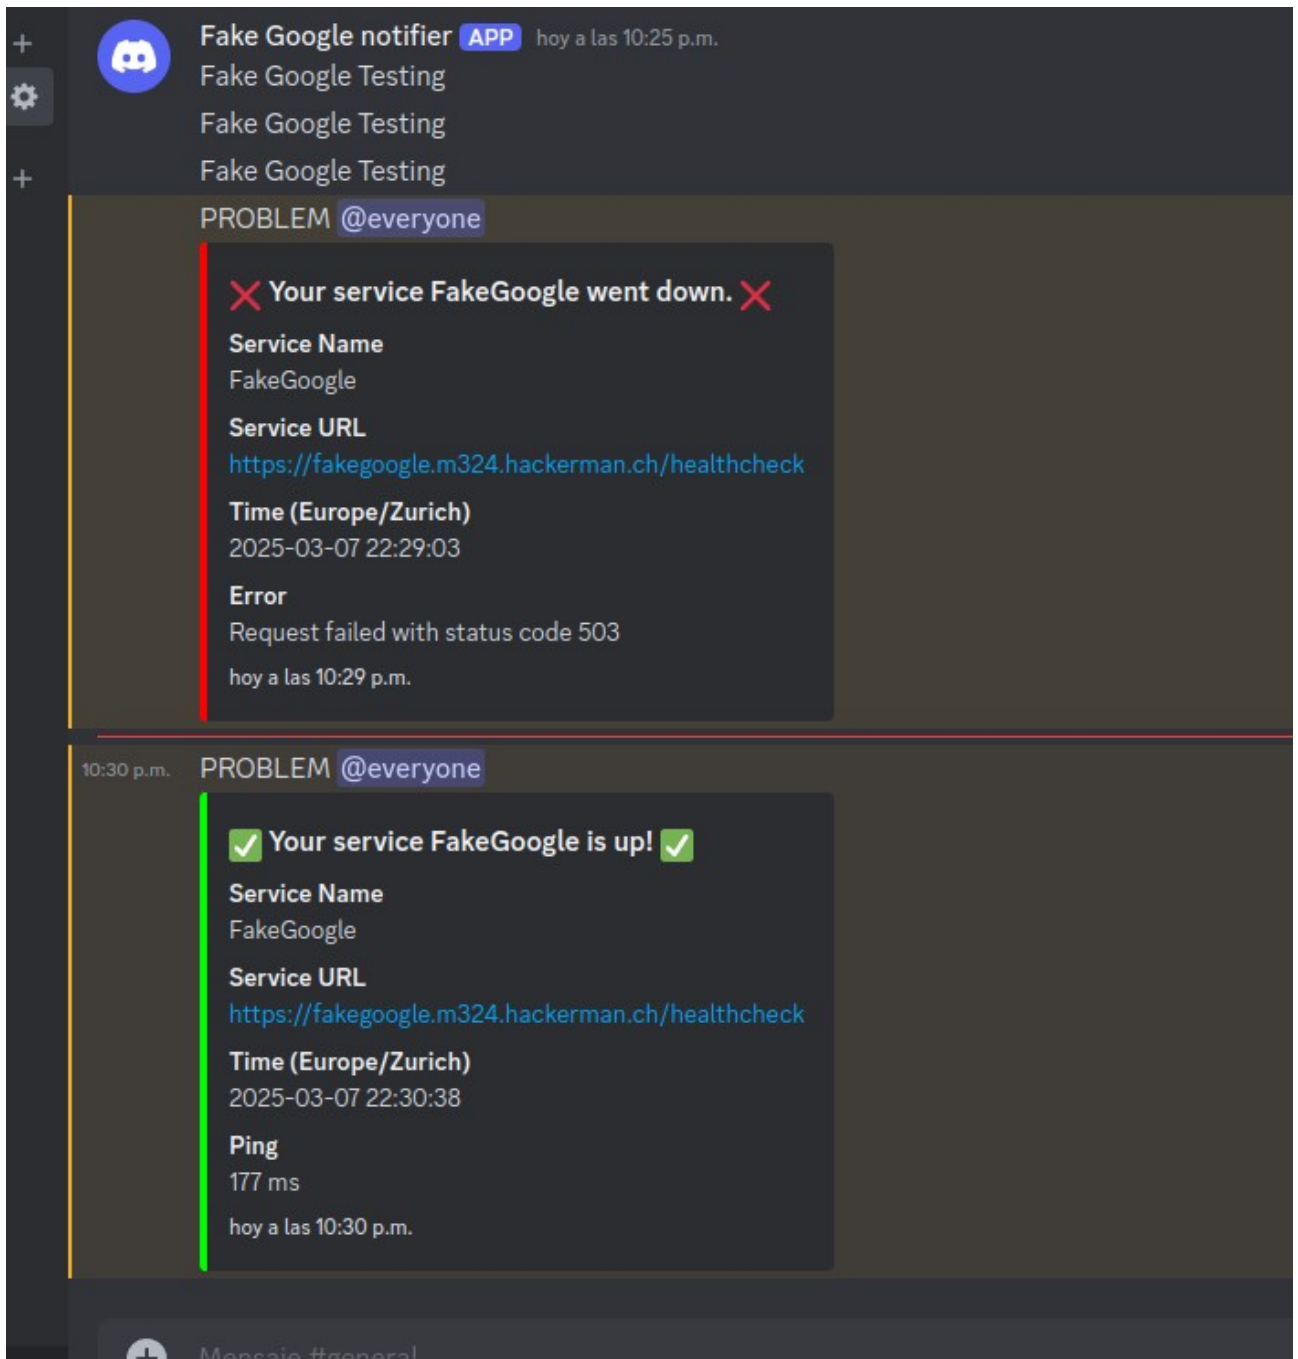 Fake Google notifier APP hoy a las 10:25 p.m.
Fake Google Testing
Fake Google Testing
Fake Google Testing
PROBLEM @everyone
❌ Your service FakeGoogle went down. ❌
Service Name
FakeGoogle
Service URL
https://fakegoogle.m324.hackerman.ch/healthcheck
Time (Europe/Zurich)
2025-03-07 22:29:03
Error
Request failed with status code 503
hoy a las 10:29 p.m.
10:30 p.m. PROBLEM @everyone
✅ Your service FakeGoogle is up! ✅
Service Name
FakeGoogle
Service URL
https://fakegoogle.m324.hackerman.ch/healthcheck
Time (Europe/Zurich)
2025-03-07 22:30:38
Ping
177 ms
hoy a las 10:30 p.m.
Mensaje #general